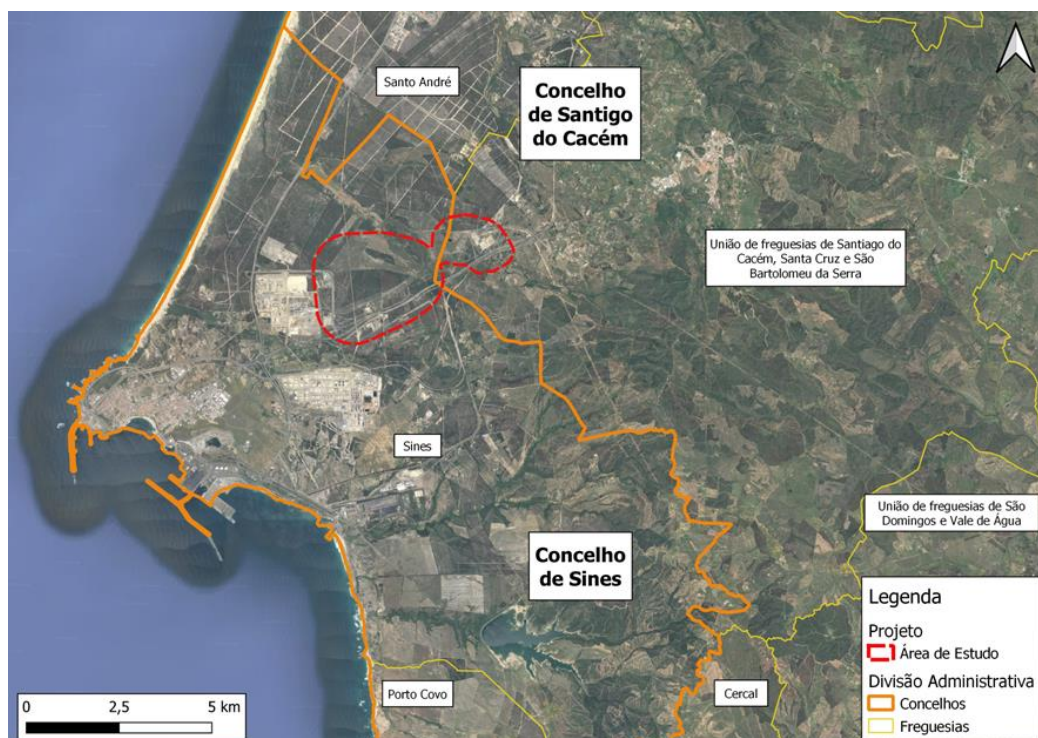 Santo André
Concelho
de Santigo
do Cacém
União de freguesias de Santiago do
Cacém, Santa Cruz e São
Bartolomeu da Serra
Sines
União de freguesias de São
Domingos e Vale de Água
Concelho
de Sines
Porto Covo
Cercal
Legenda
Projeto
Área de Estudo
Divisão Administrativa
Concelhos
Freguesias
0 2,5 5 km